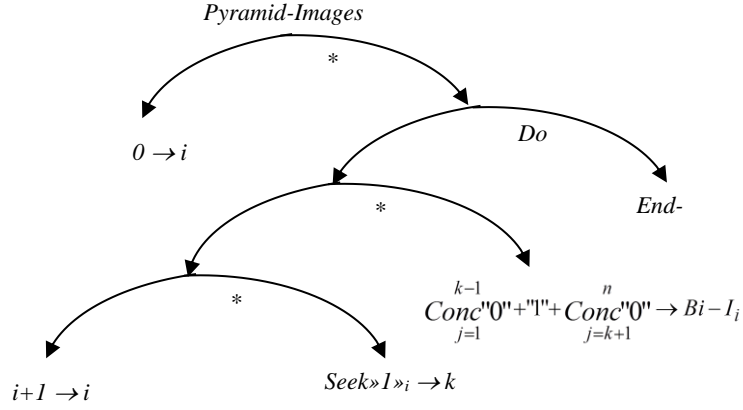 Pyramid-Images
*
0 → i
Do
*
End-
*
k−1 n
Conc"0"+"1"+Conc"0" → Bi − I_i
j=1 j=k+1
i+1 → i
Seek»1»_i → k